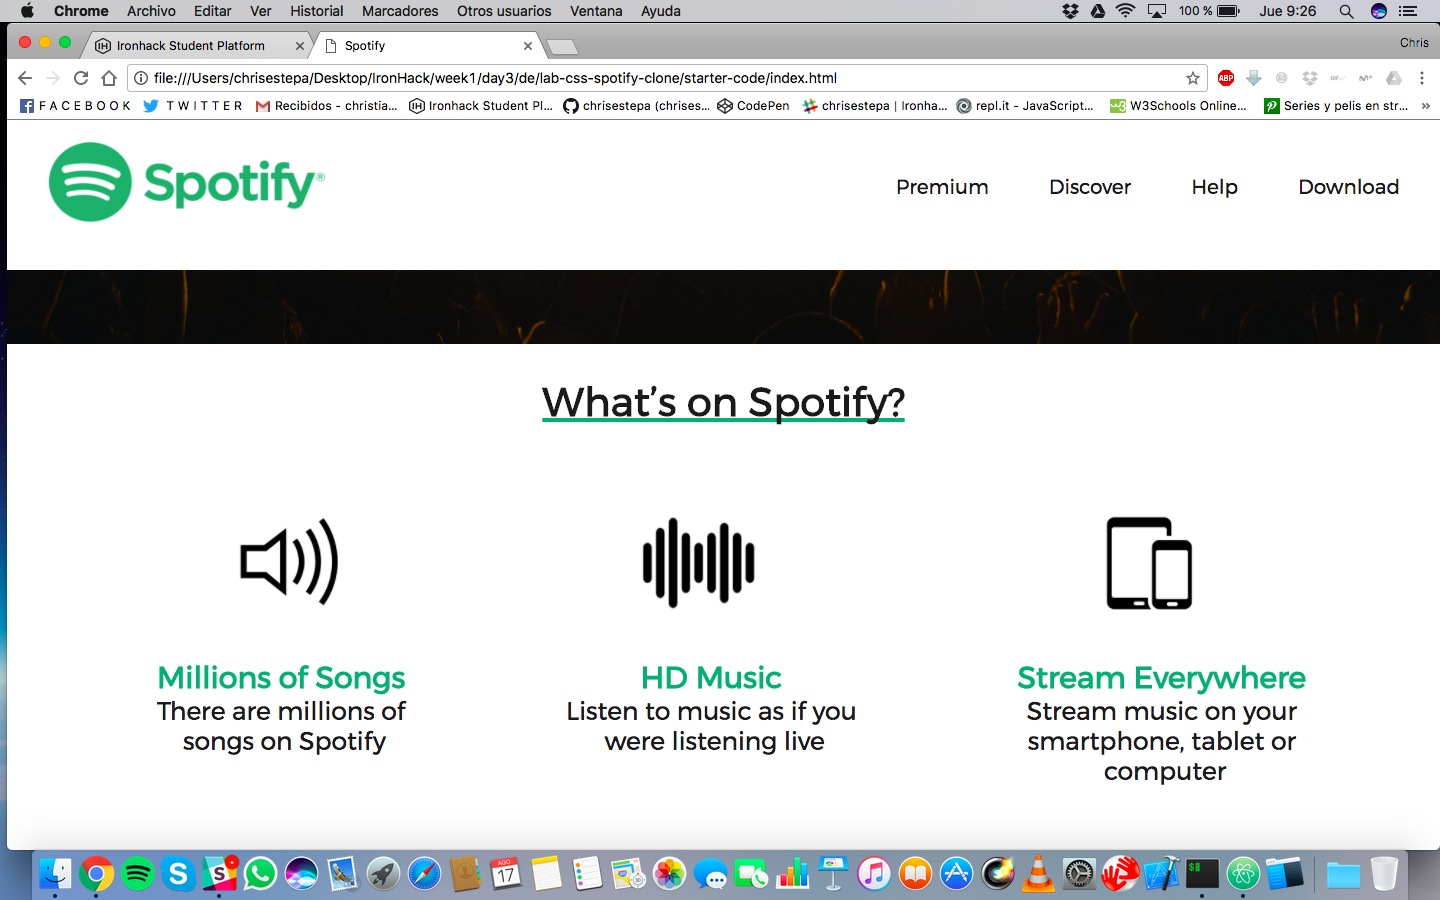 Chrome Archivo Editar Ver Historial Marcadores Otros usuarios Ventana Ayuda 100 % Jue 9:26
Ironhack Student Platform Spotify Chris
file:///Users/chrisestepa/Desktop/IronHack/week1/day3/de/lab-css-spotify-clone/starter-code/index.html ABP
F A C E B O O K T W I T T E R Recibidos - christia... Ironhack Student Pl... chrisestepa (chrises... CodePen chrisestepa | Ironha... repl.it - JavaScript... W3Schools Online... Series y pelis en str... »
Spotify®
Premium Discover Help Download
What's on Spotify?
Millions of Songs
There are millions of
songs on Spotify
HD Music
Listen to music as if you
were listening live
Stream Everywhere
Stream music on your
smartphone, tablet or
computer
AGO
17